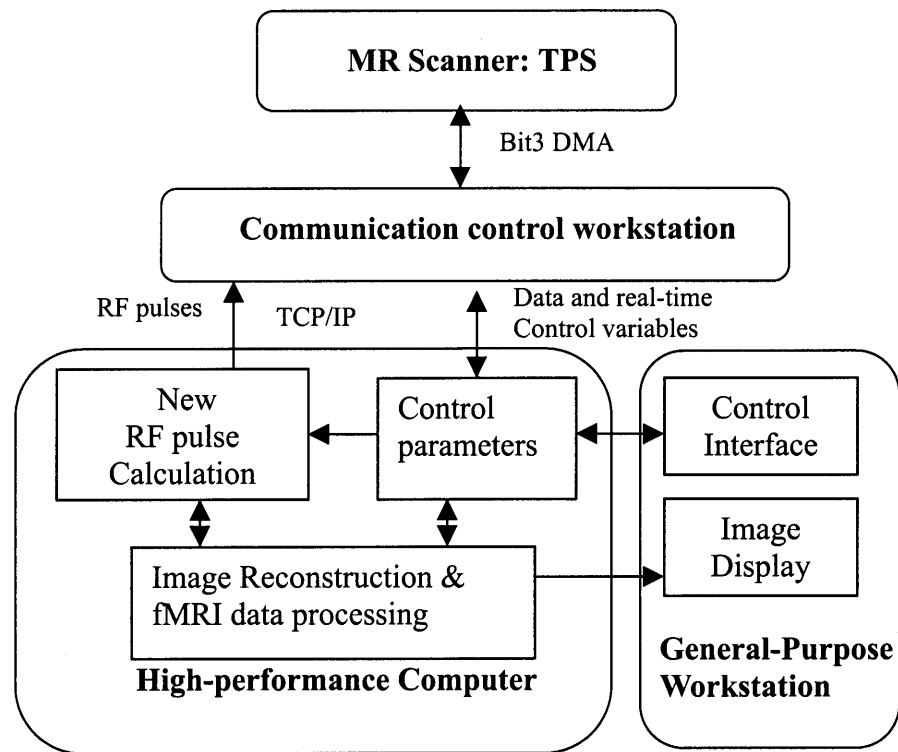 MR Scanner: TPS
Bit3 DMA
Communication control workstation
RF pulses
TCP/IP
Data and real-time
Control variables
New
RF pulse
Calculation
Control
parameters
Control
Interface
Image Reconstruction &
fMRI data processing
Image
Display
High-performance Computer
General-Purpose
Workstation